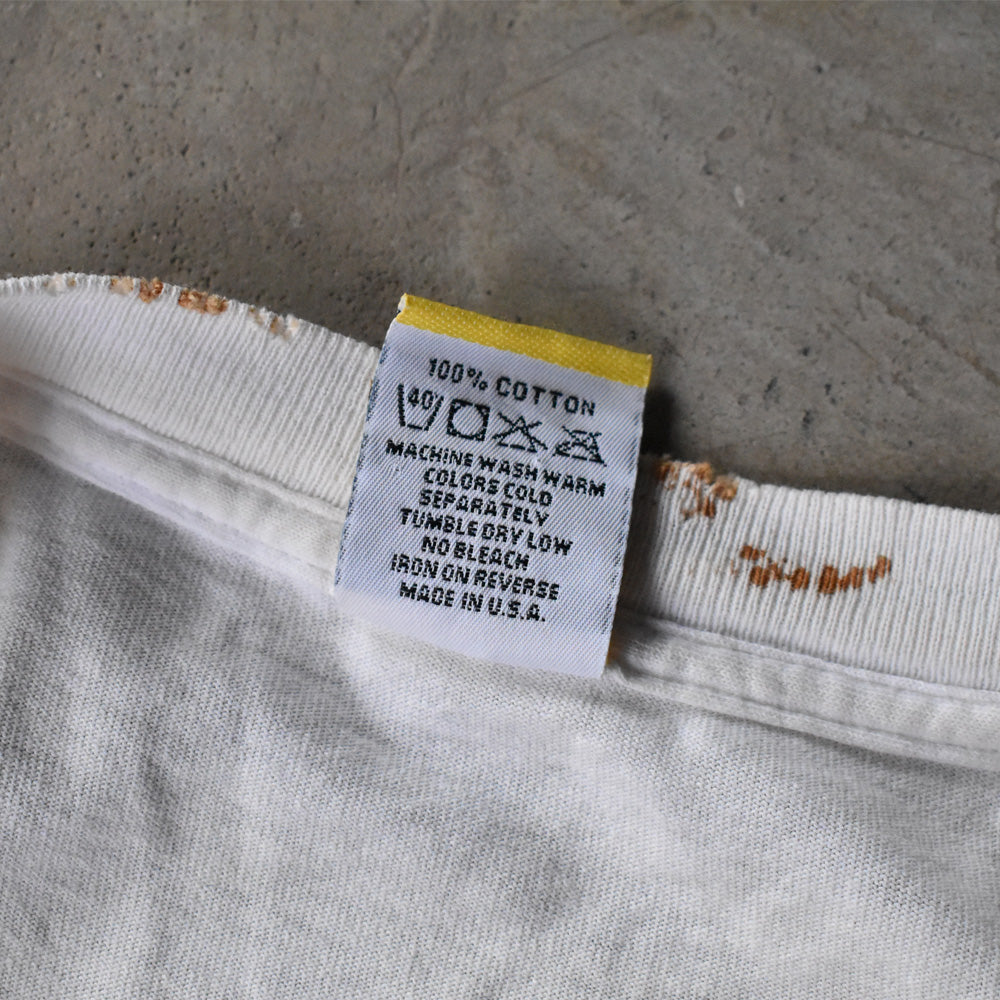 100% COTTON
40°
MACHINE WASH WARM
COLORS COLD
SEPARATELY
TUMBLE DRY LOW
NO BLEACH
IRON ON REVERSE
MADE IN U.S.A.